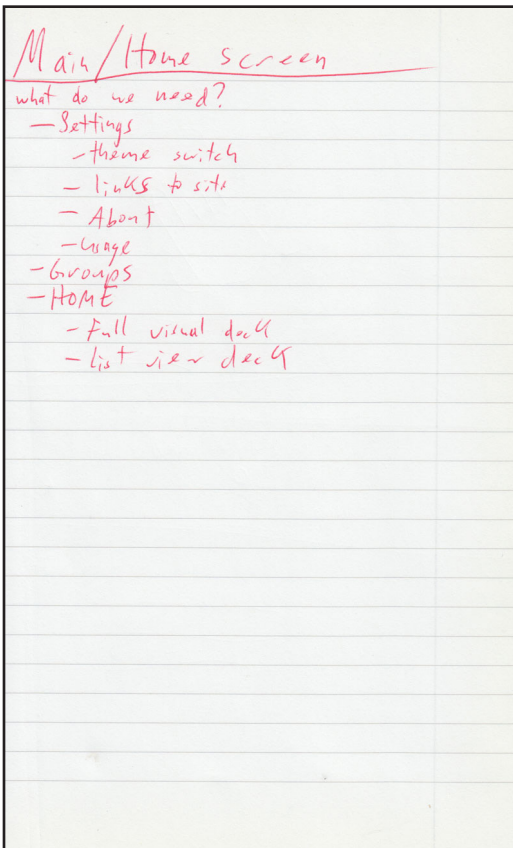 Main/Home screen
what do we need?
- Settings
- theme switch
- links to site
- About
- Usage
- Groups
- HOME
- Full visual deck
- List view deck